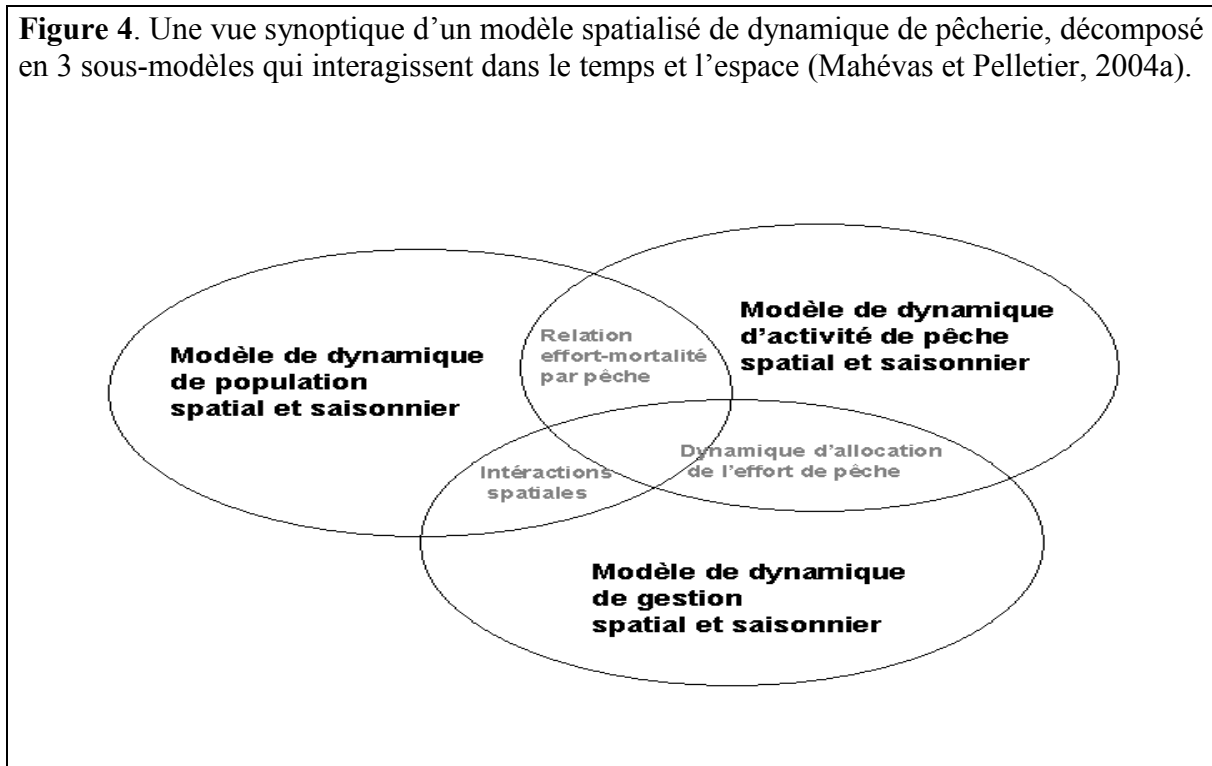 Figure 4. Une vue synoptique d’un modèle spatialisé de dynamique de pêcherie, décomposé
en 3 sous-modèles qui interagissent dans le temps et l’espace (Mahévas et Pelletier, 2004a).
Modèle de dynamique
de population
spatial et saisonnier
Relation
effort-mortalité
par pêche
Modèle de dynamique
d'activité de pêche
spatial et saisonnier
Intéractions
spatiales
Dynamique d'allocation
de l'effort de pêche
Modèle de dynamique
de gestion
spatial et saisonnier